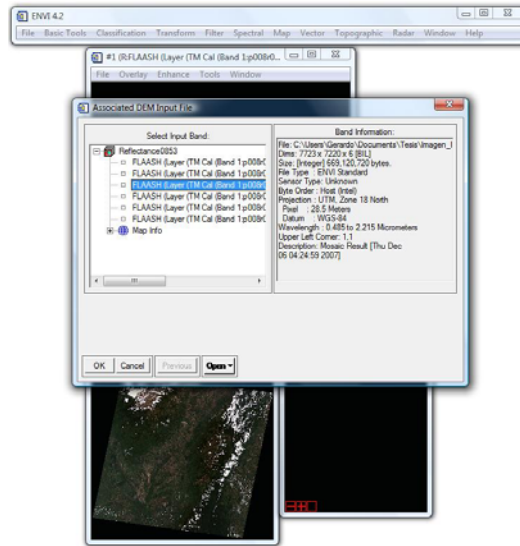 ENVI 4.2
File Basic Tools Classification Transform Filter Spectral Map Vector Topographic Radar Window Help
#1 (R:FLAASH (Layer (TM Cal (Band 1:p008r0...
File Overlay Enhance Tools Window
Associated DEM Input File
Select Input Band:
Reflectance0853
FLAASH (Layer (TM Cal (Band 1:p008r0
FLAASH (Layer (TM Cal (Band 1:p008r0
FLAASH (Layer (TM Cal (Band 1:p008r0
FLAASH (Layer (TM Cal (Band 1:p008r0
FLAASH (Layer (TM Cal (Band 1:p008r0
FLAASH (Layer (TM Cal (Band 1:p008r0
Map Info
Band Information:
File: C:\Users\Gerardo\Documents\Tesis\Imagen_l
Dims: 7723 x 7220 x 6 [BIL]
Size: [Integer] 669,120,720 bytes.
File Type : ENVI Standard
Sensor Type: Unknown
Byte Order : Host (Intel)
Projection : UTM, Zone 18 North
Pixel : 28.5 Meters
Datum : WGS-84
Wavelength : 0.485 to 2.215 Micrometers
Upper Left Corner: 1,1
Description: Mosaic Result [Thu Dec
06 04:24:59 2007]
OK Cancel Previous Open